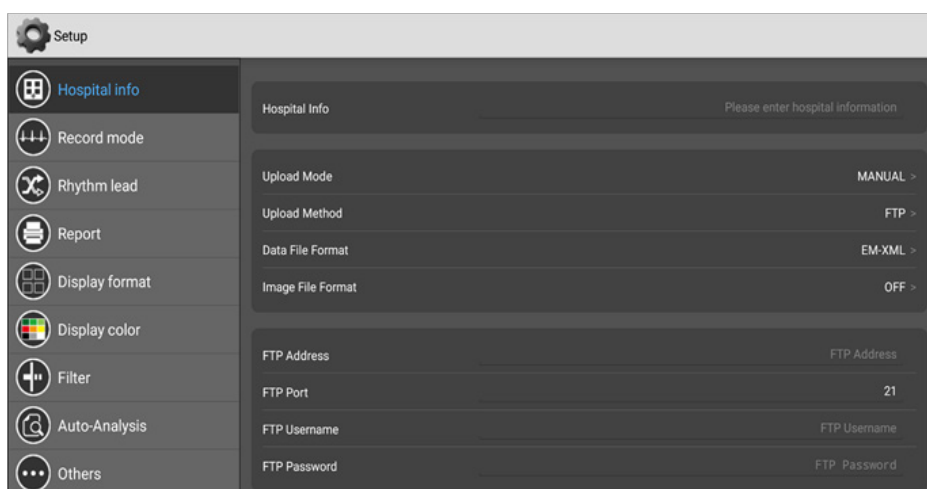 Setup
Hospital info
Record mode
Rhythm lead
Report
Display format
Display color
Filter
Auto-Analysis
Others
Hospital Info Please enter hospital information
Upload Mode MANUAL >
Upload Method FTP >
Data File Format EM-XML >
Image File Format OFF >
FTP Address FTP Address
FTP Port 21
FTP Username FTP Username
FTP Password FTP Password